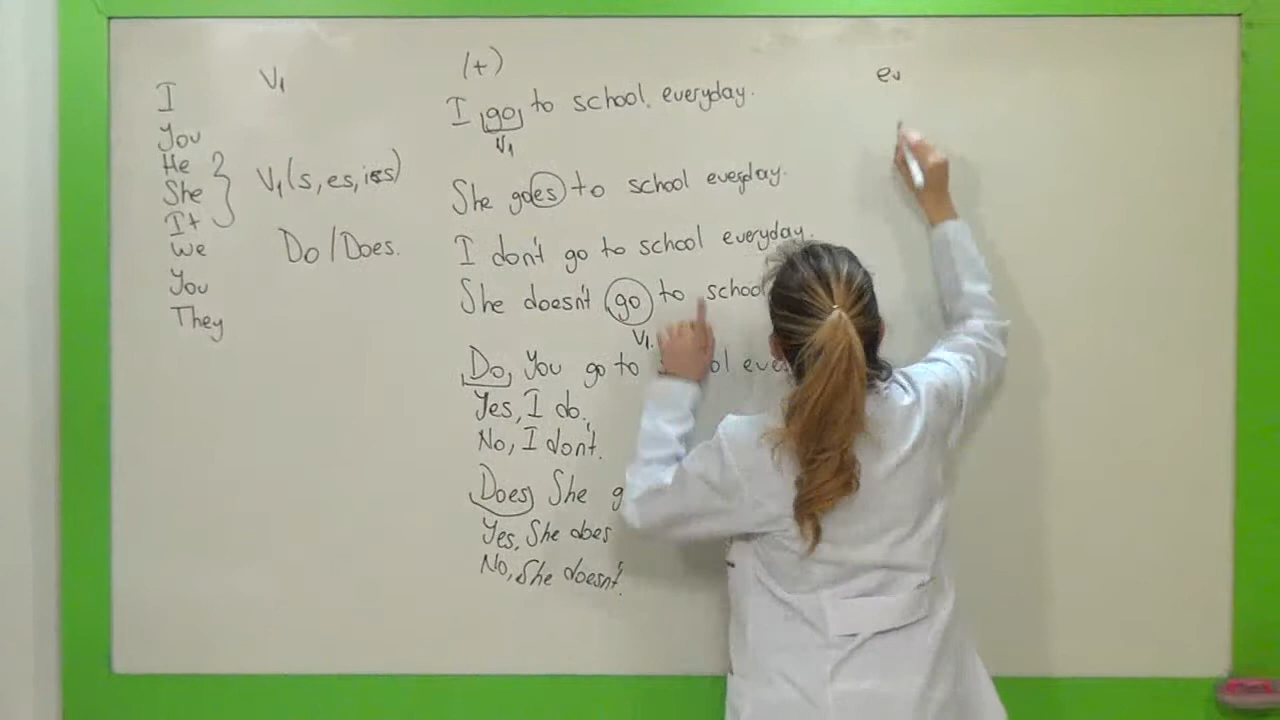 I
You
He
She
It
We
You
They
V1
V1(s, es, ies)
Do/Does.
(+)
I go to school everyday.
V1
She goes to school everyday.
I don't go to school everyday.
She doesn't go to school
V1.
Do you go to
Yes, I do.
No, I don't.
Does She
Yes, She does
No, She doesn't.
ev